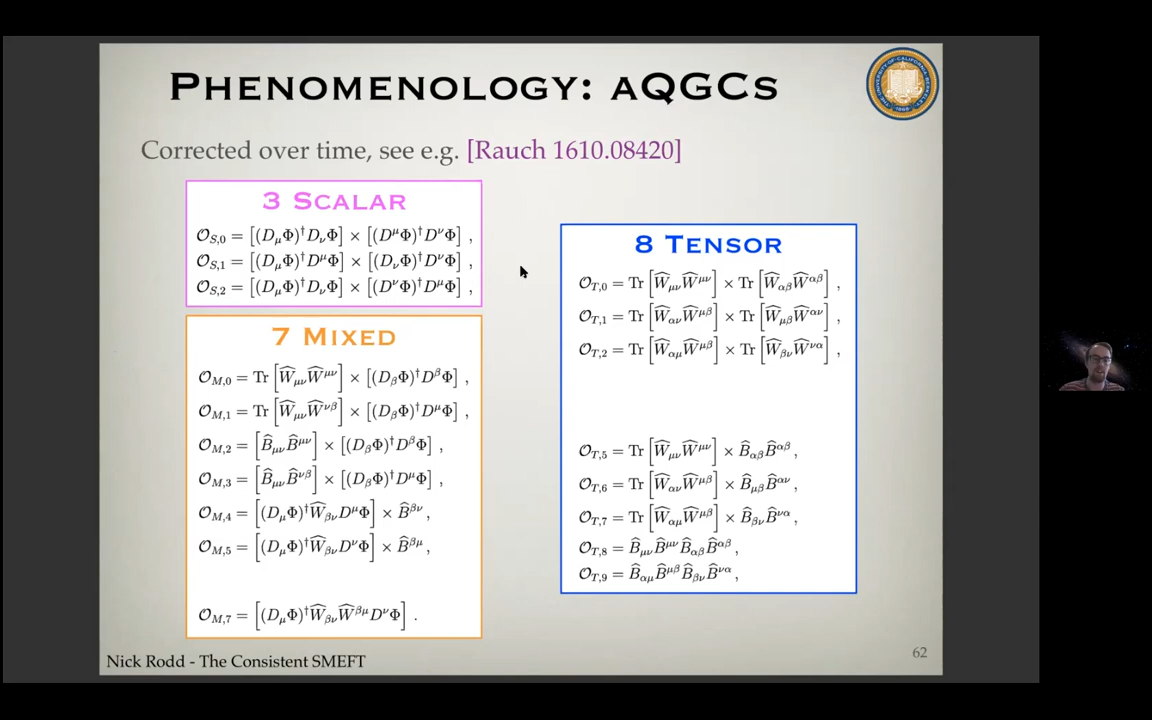 PHENOMENOLOGY: AQGCS
Corrected over time, see e.g. [Rauch 1610.08420]
3 SCALAR
𝒪_{S,0} = [(D_μΦ)^†D_νΦ] × [(D^μΦ)^†D^νΦ] ,
𝒪_{S,1} = [(D_μΦ)^†D^μΦ] × [(D_νΦ)^†D^νΦ] ,
𝒪_{S,2} = [(D_μΦ)^†D_νΦ] × [(D^νΦ)^†D^μΦ] ,
7 MIXED
𝒪_{M,0} = Tr [Ŵ_{μν}Ŵ^{μν}] × [(D_βΦ)^†D^βΦ] ,
𝒪_{M,1} = Tr [Ŵ_{μν}Ŵ^{νβ}] × [(D_βΦ)^†D^μΦ] ,
𝒪_{M,2} = [B̂_{μν}B̂^{μν}] × [(D_βΦ)^†D^βΦ] ,
𝒪_{M,3} = [B̂_{μν}B̂^{νβ}] × [(D_βΦ)^†D^μΦ] ,
𝒪_{M,4} = [(D_μΦ)^†Ŵ_{βν}D^μΦ] × B̂^{βν} ,
𝒪_{M,5} = [(D_μΦ)^†Ŵ_{βν}D^νΦ] × B̂^{βμ} ,
𝒪_{M,7} = [(D_μΦ)^†Ŵ_{βν}Ŵ^{βμ}D^νΦ] .
8 TENSOR
𝒪_{T,0} = Tr [Ŵ_{μν}Ŵ^{μν}] × Tr [Ŵ_{αβ}Ŵ^{αβ}] ,
𝒪_{T,1} = Tr [Ŵ_{αν}Ŵ^{μβ}] × Tr [Ŵ_{μβ}Ŵ^{αν}] ,
𝒪_{T,2} = Tr [Ŵ_{αμ}Ŵ^{μβ}] × Tr [Ŵ_{βν}Ŵ^{να}] ,
𝒪_{T,5} = Tr [Ŵ_{μν}Ŵ^{μν}] × B̂_{αβ}B̂^{αβ} ,
𝒪_{T,6} = Tr [Ŵ_{αν}Ŵ^{μβ}] × B̂_{μβ}B̂^{αν} ,
𝒪_{T,7} = Tr [Ŵ_{αμ}Ŵ^{μβ}] × B̂_{βν}B̂^{να} ,
𝒪_{T,8} = B̂_{μν}B̂^{μν}B̂_{αβ}B̂^{αβ} ,
𝒪_{T,9} = B̂_{αμ}B̂^{μβ}B̂_{βν}B̂^{να} ,
Nick Rodd - The Consistent SMEFT
62